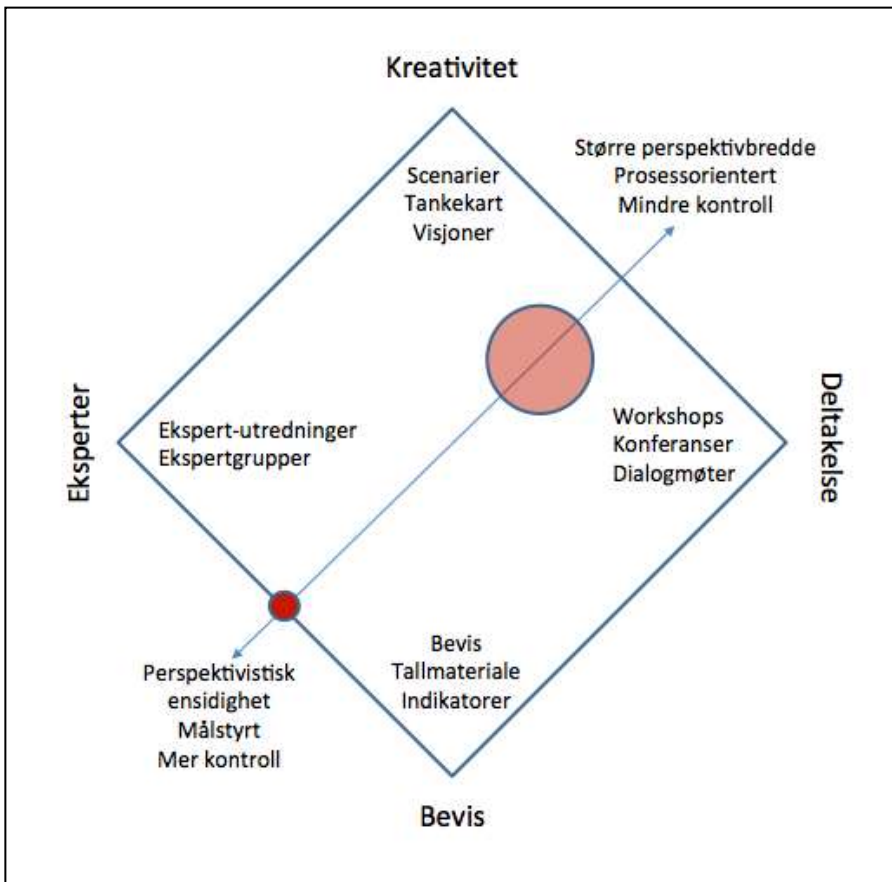 Kreativitet
Større perspektivbredde
Prosessorientert
Mindre kontroll
Scenarier
Tankekart
Visjoner
Eksperter
Ekspert-utredninger
Ekspertgrupper
Workshops
Konferanser
Dialogmøter
Deltakelse
Bevis
Tallmateriale
Indikatorer
Perspektivistisk
ensidighet
Målstyrt
Mer kontroll
Bevis